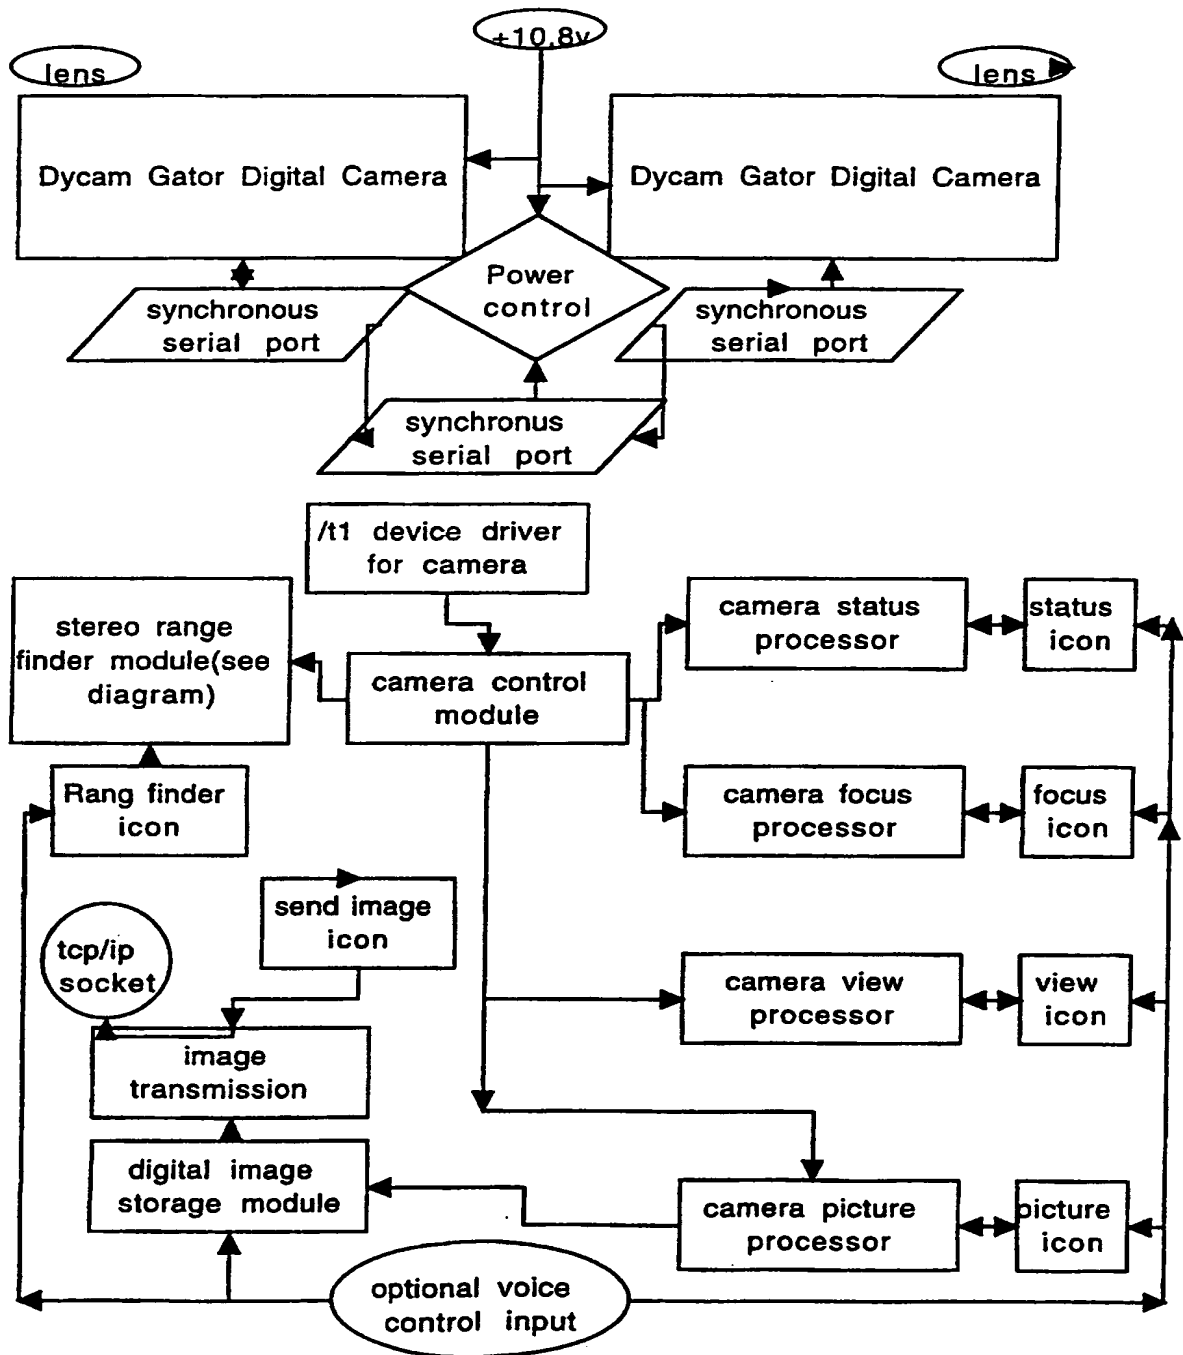 +10.8v
lens
lens
Dycam Gator Digital Camera
Dycam Gator Digital Camera
Power
control
synchronous
serial port
synchronous
serial port
synchronus
serial port
/t1 device driver
for camera
stereo range
finder module(see
diagram)
camera control
module
camera status
processor
status
icon
Rang finder
icon
camera focus
processor
focus
icon
send image
icon
tcp/ip
socket
camera view
processor
view
icon
image
transmission
digital image
storage module
camera picture
processor
picture
icon
optional voice
control input